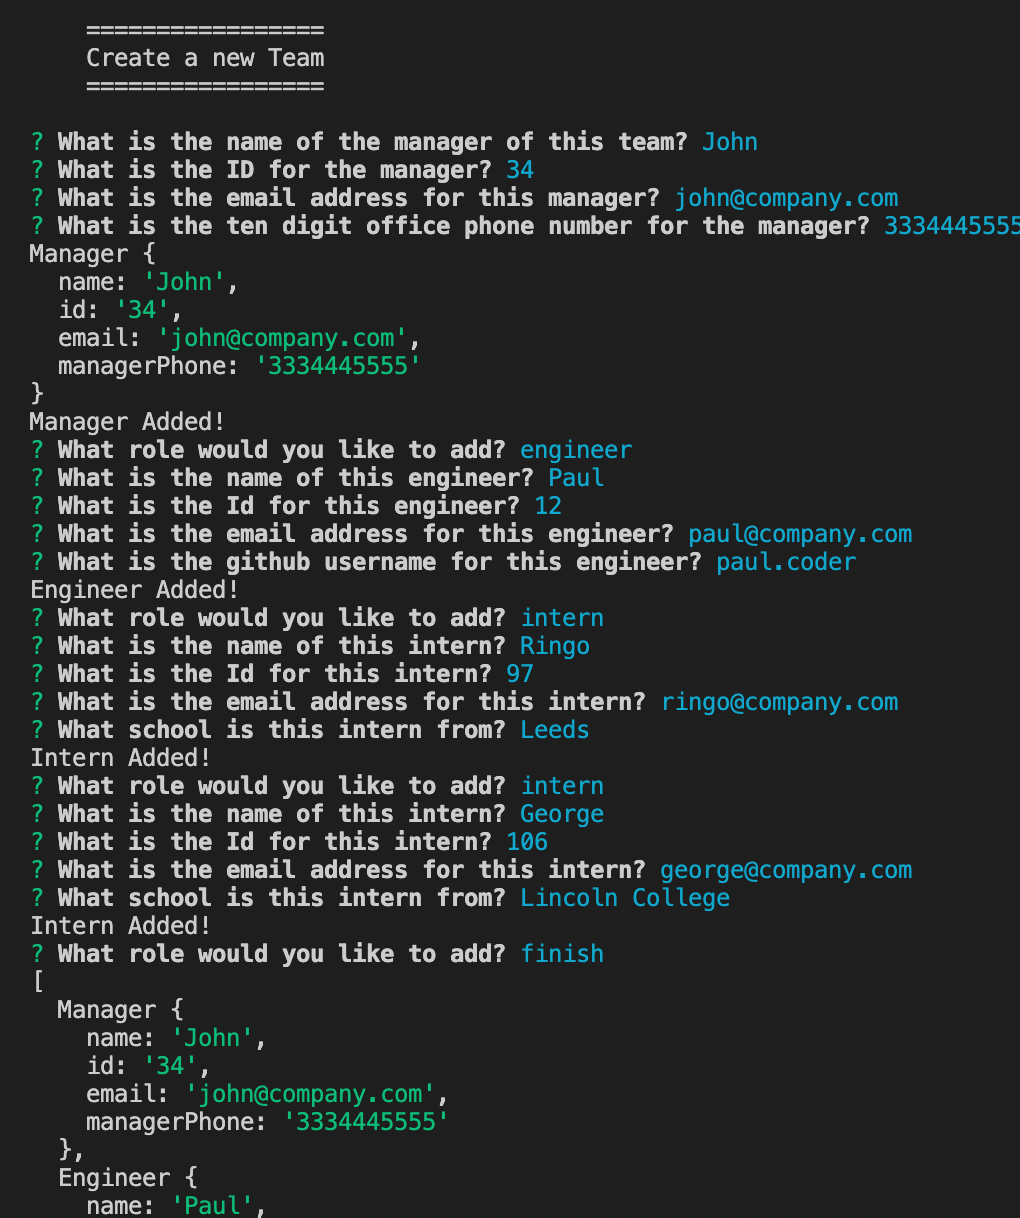 =================
Create a new Team
=================
? What is the name of the manager of this team? John
? What is the ID for the manager? 34
? What is the email address for this manager? john@company.com
? What is the ten digit office phone number for the manager? 3334445555
Manager {
  name: 'John',
  id: '34',
  email: 'john@company.com',
  managerPhone: '3334445555'
}
Manager Added!
? What role would you like to add? engineer
? What is the name of this engineer? Paul
? What is the Id for this engineer? 12
? What is the email address for this engineer? paul@company.com
? What is the github username for this engineer? paul.coder
Engineer Added!
? What role would you like to add? intern
? What is the name of this intern? Ringo
? What is the Id for this intern? 97
? What is the email address for this intern? ringo@company.com
? What school is this intern from? Leeds
Intern Added!
? What role would you like to add? intern
? What is the name of this intern? George
? What is the Id for this intern? 106
? What is the email address for this intern? george@company.com
? What school is this intern from? Lincoln College
Intern Added!
? What role would you like to add? finish
[
  Manager {
    name: 'John',
    id: '34',
    email: 'john@company.com',
    managerPhone: '3334445555'
  },
  Engineer {
    name: 'Paul',